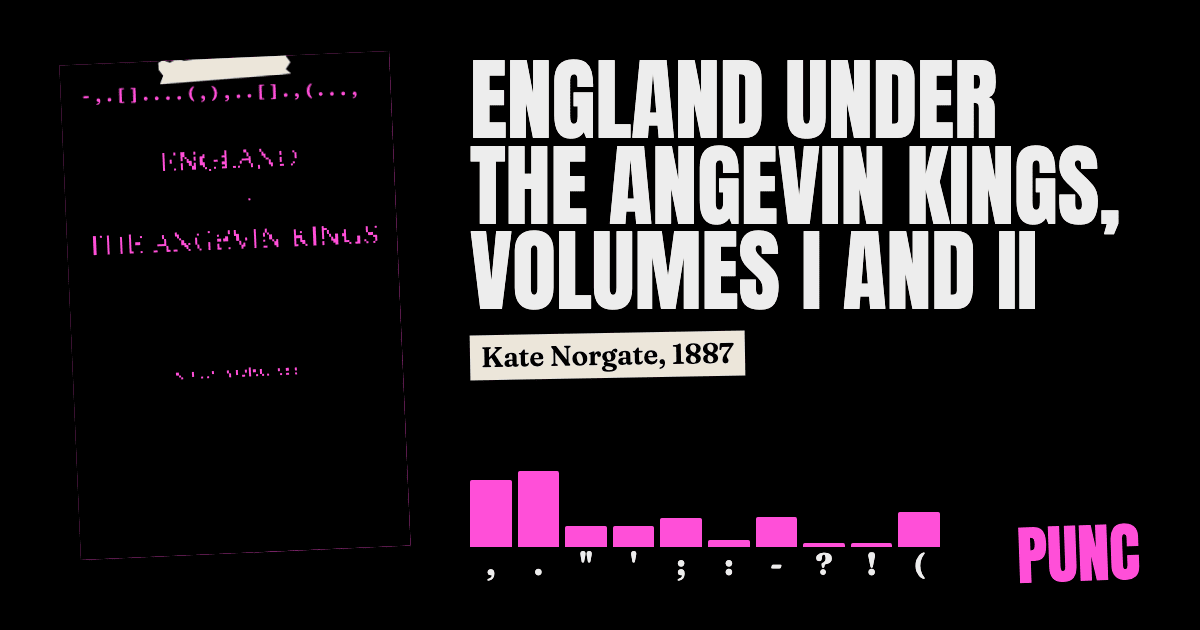 -,.[]....(,),..[].,(...,
ENGLAND
THE ANGEVIN KINGS
ENGLAND UNDER
THE ANGEVIN KINGS,
VOLUMES I AND II
Kate Norgate, 1887
, . " ' ; : - ? ! (
PUNC